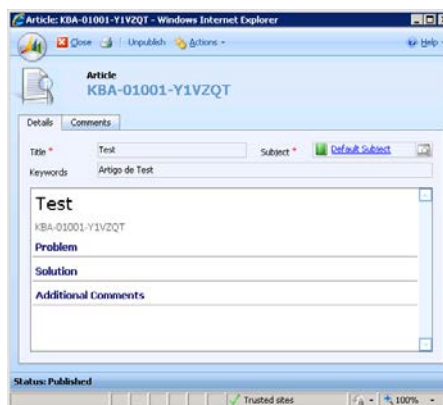 Article: KBA-01001-Y1VZQT - Windows Internet Explorer
Close Unpublish Actions Help
Article
KBA-01001-Y1VZQT
Details Comments
Title * Test Subject * Default Subject
Keywords Artigo de Test
Test
KBA-01001-Y1VZQT
Problem
Solution
Additional Comments
Status: Published
Trusted sites 100%